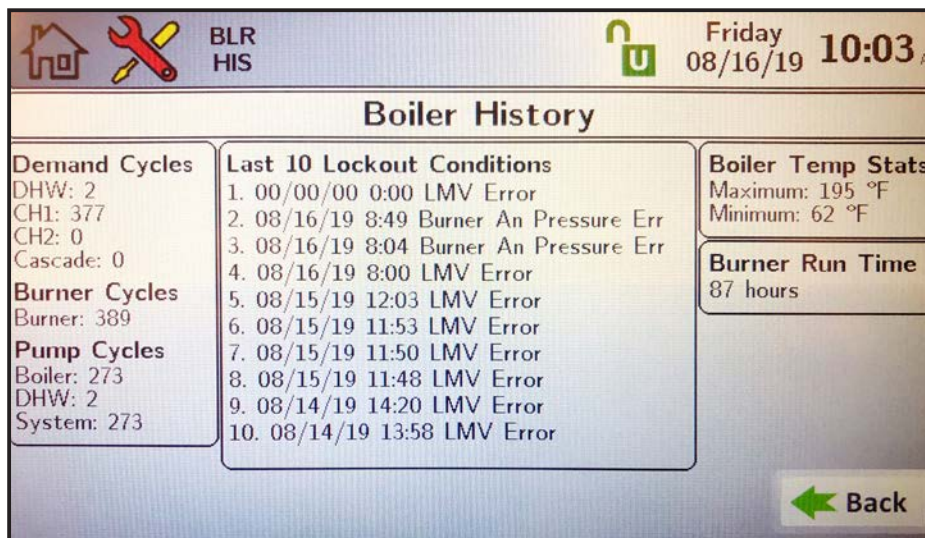 BLR
HIS
U
Friday
08/16/19
10:03
Boiler History
Demand Cycles
DHW: 2
CH1: 377
CH2: 0
Cascade: 0
Burner Cycles
Burner: 389
Pump Cycles
Boiler: 273
DHW: 2
System: 273
Last 10 Lockout Conditions
1. 00/00/00 0:00 LMV Error
2. 08/16/19 8:49 Burner An Pressure Err
3. 08/16/19 8:04 Burner An Pressure Err
4. 08/16/19 8:00 LMV Error
5. 08/15/19 12:03 LMV Error
6. 08/15/19 11:53 LMV Error
7. 08/15/19 11:50 LMV Error
8. 08/15/19 11:48 LMV Error
9. 08/14/19 14:20 LMV Error
10. 08/14/19 13:58 LMV Error
Boiler Temp Stats
Maximum: 195 °F
Minimum: 62 °F
Burner Run Time
87 hours
Back